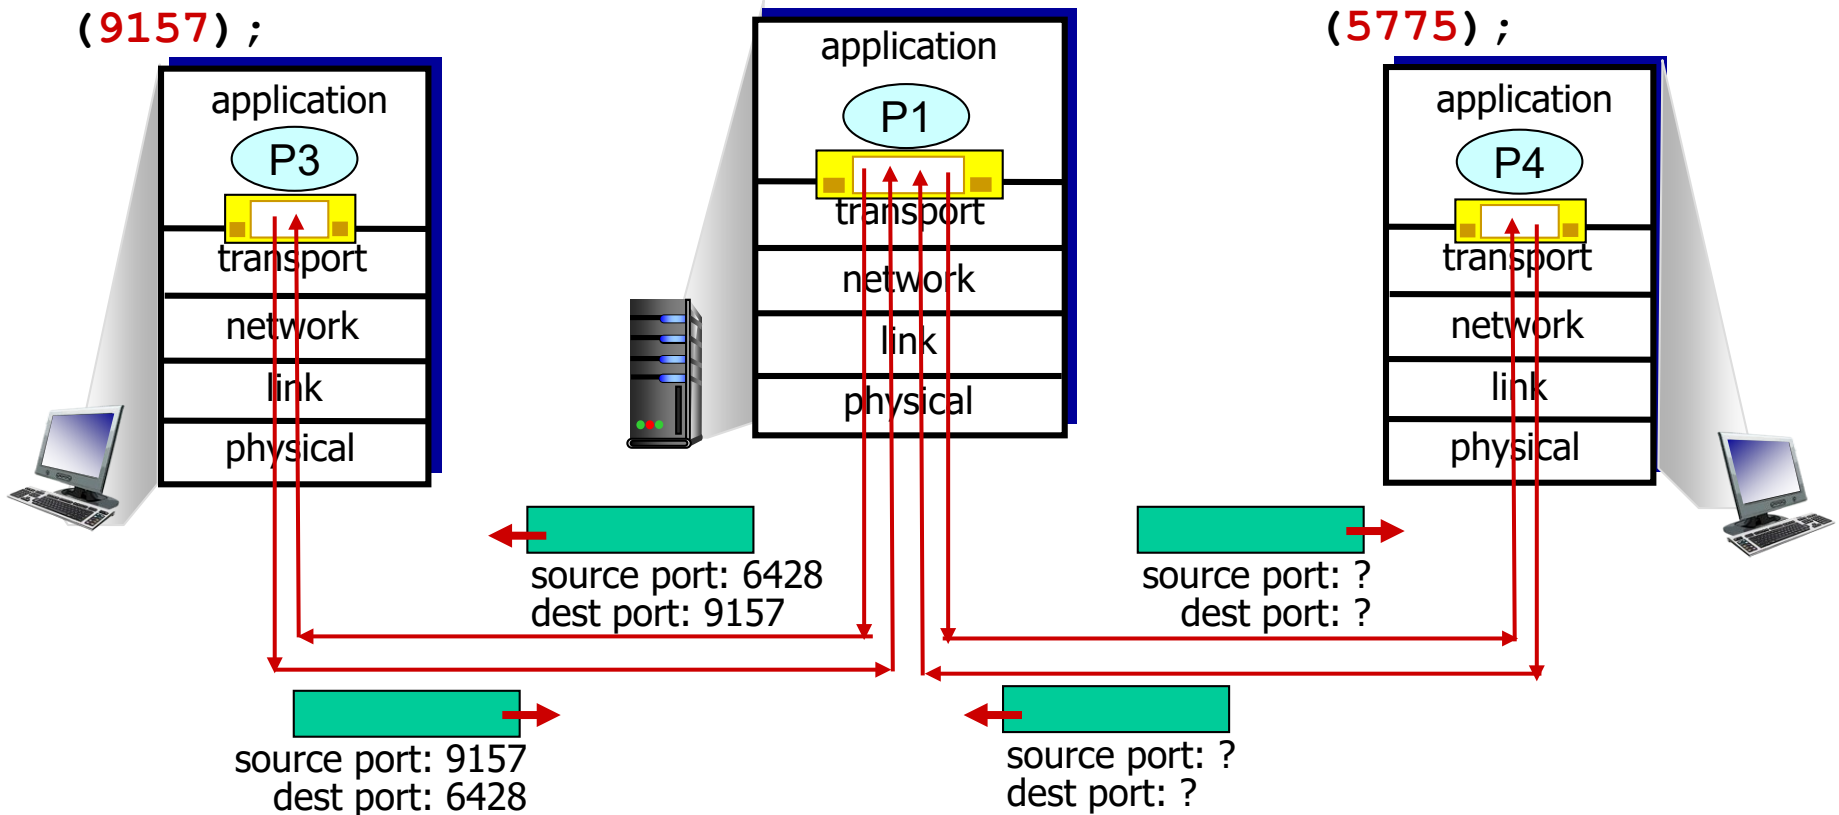 (9157);
application
P3
transport
network
link
physical
application
P1
transport
network
link
physical
(5775);
application
P4
transport
network
link
physical
source port: 6428
dest port: 9157
source port: ?
dest port: ?
source port: 9157
dest port: 6428
source port: ?
dest port: ?